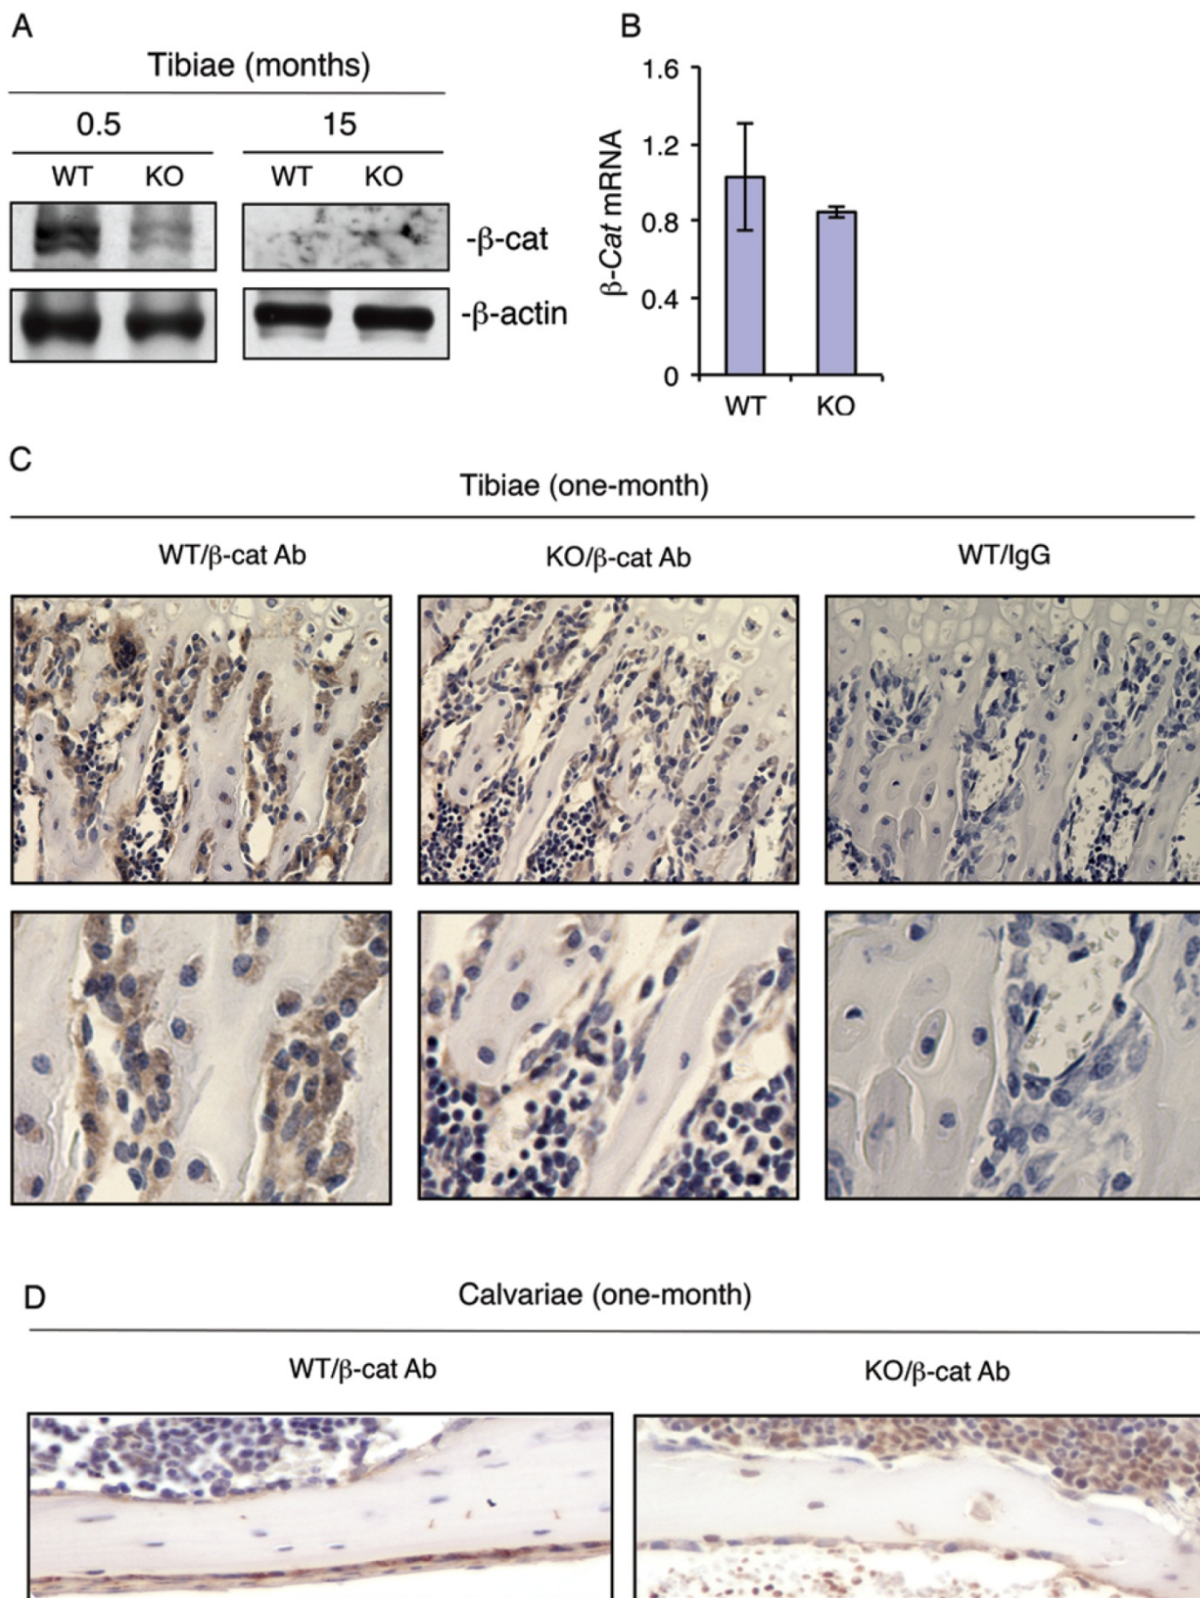 A
Tibiae (months)
0.5
15
WT
KO
WT
KO
-β-cat
-β-actin
B
β-Cat mRNA
1.6
1.2
0.8
0.4
0
WT
KO
C
Tibiae (one-month)
WT/β-cat Ab
KO/β-cat Ab
WT/IgG
D
Calvariae (one-month)
WT/β-cat Ab
KO/β-cat Ab